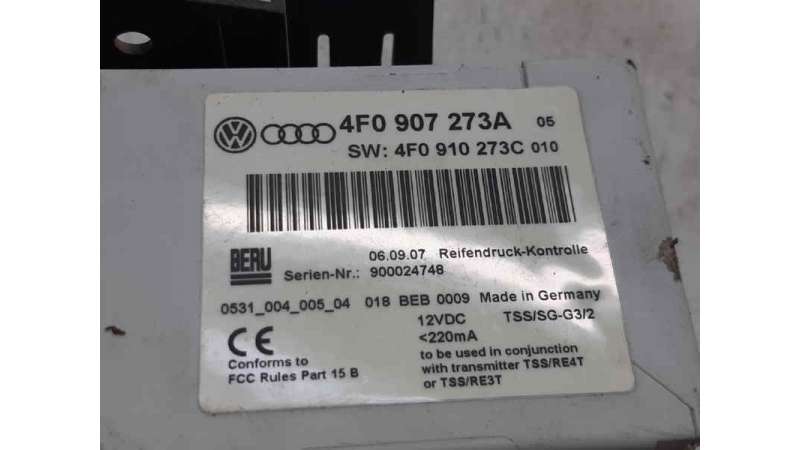 4F0 907 273A 05
SW: 4F0 910 273C 010
BERU
06.09.07 Reifendruck-Kontrolle
Serien-Nr.: 900024748
0531_004_005_04 018 BEB 0009 Made in Germany
12VDC TSS/SG-G3/2
<220mA
CE
Conforms to
FCC Rules Part 15 B
to be used in conjunction
with transmitter TSS/RE4T
or TSS/RE3T